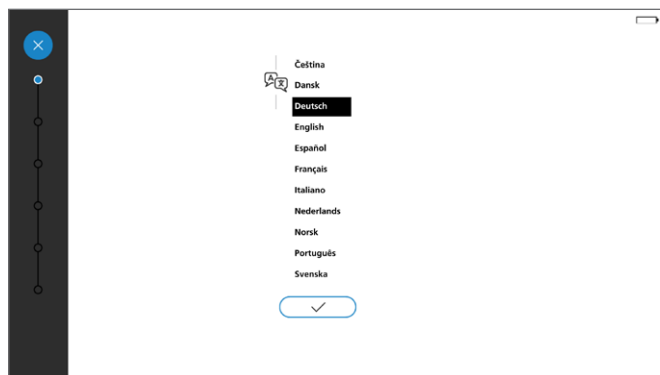 Čeština
Dansk
Deutsch
English
Español
Français
Italiano
Nederlands
Norsk
Português
Svenska